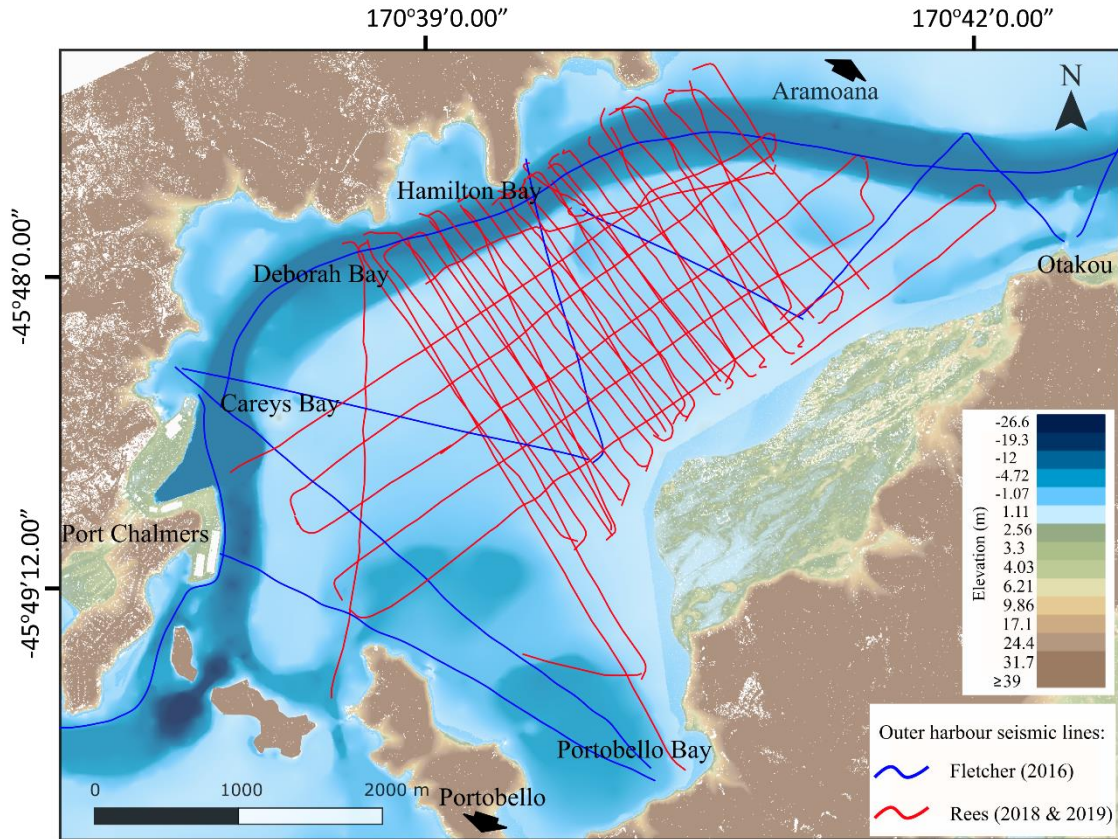 170°39’0.00”
170°42’0.00”
Aramoana
N
Hamilton Bay
-45°48’0.00”
Deborah Bay
Otakou
Careys Bay
Port Chalmers
-45°49’12.00”
Portobello Bay
Portobello
0 1000 2000 m
Elevation (m)
-26.6
-19.3
-12
-4.72
-1.07
1.11
2.56
3.3
4.03
6.21
9.86
17.1
24.4
31.7
≥39
Outer harbour seismic lines:
Fletcher (2016)
Rees (2018 & 2019)